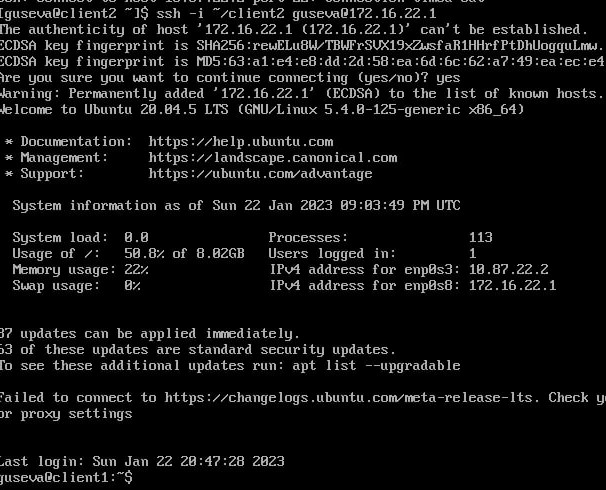 [guseva@client2 ~]$ ssh -i ~/client2 guseva@172.16.22.1
The authenticity of host '172.16.22.1 (172.16.22.1)' can't be established.
ECDSA key fingerprint is SHA256:rewELu8W/TBWFrSVX19xZwsfaR1HHrfPtDhUogquLmw.
ECDSA key fingerprint is MD5:63:a1:e4:e8:dd:2d:58:ea:6d:6c:62:a7:49:ea:ec:e4
Are you sure you want to continue connecting (yes/no)? yes
Warning: Permanently added '172.16.22.1' (ECDSA) to the list of known hosts.
Welcome to Ubuntu 20.04.5 LTS (GNU/Linux 5.4.0-125-generic x86_64)
* Documentation: https://help.ubuntu.com
* Management: https://landscape.canonical.com
* Support: https://ubuntu.com/advantage
System information as of Sun 22 Jan 2023 09:03:49 PM UTC
System load: 0.0 Processes: 113
Usage of /: 50.8% of 8.02GB Users logged in: 1
Memory usage: 22% IPv4 address for enp0s3: 10.87.22.2
Swap usage: 0% IPv4 address for enp0s8: 172.16.22.1
87 updates can be applied immediately.
63 of these updates are standard security updates.
To see these additional updates run: apt list --upgradable
Failed to connect to https://changelogs.ubuntu.com/meta-release-lts. Check
or proxy settings
Last login: Sun Jan 22 20:47:28 2023
guseva@client1:~$